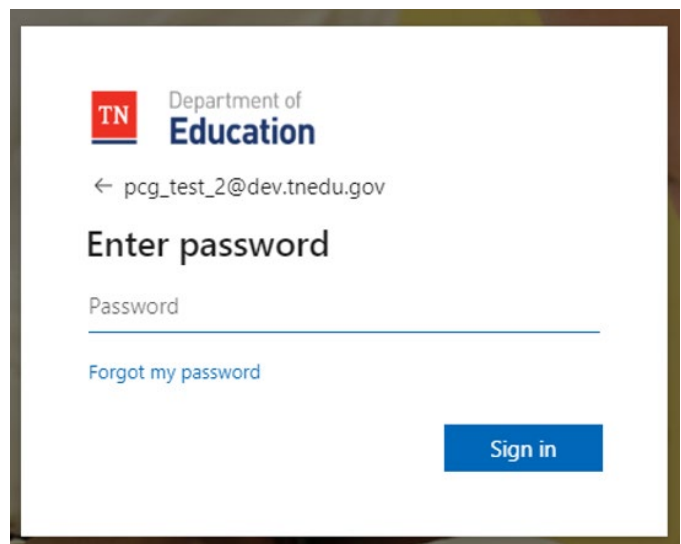 TN
Department of
Education
← pcg_test_2@dev.tnedu.gov
Enter password
Password
Forgot my password
Sign in